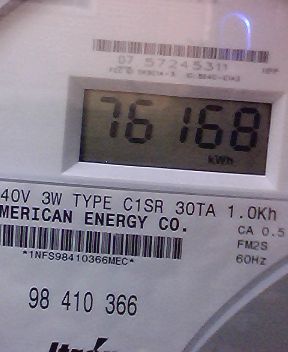 07 57245311
76168
kWh
40V 3W TYPE C1SR 30TA 1.0Kh
MERICAN ENERGY CO.
CA 0.5
FM2S
*1NFS98410366MEC*
60Hz
98 410 366
Itron